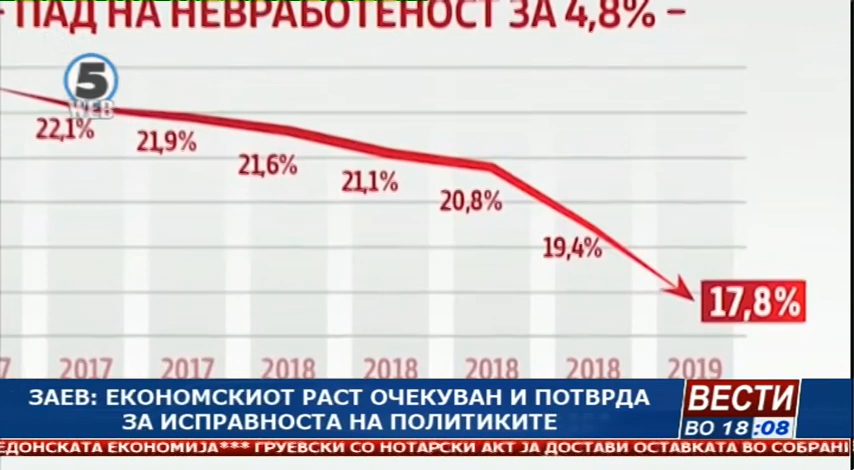 - ПАД НА НЕВРАБОТЕНОСТ ЗА 4,8% –
5
WEB
22,1%
21,9%
21,6%
21,1%
20,8%
19,4%
17,8%
7 2017 2017 2018 2018 2018 2018 2019
ЗАЕВ: ЕКОНОМСКИОТ РАСТ ОЧЕКУВАН И ПОТВРДА
ЗА ИСПРАВНОСТА НА ПОЛИТИКИТЕ
ВЕСТИ
ВО 18:08
ЕДОНСКАТА ЕКОНОМИЈА*** ГРУЕВСКИ СО НОТАРСКИ АКТ ЈА ДОСТАВИ ОСТАВКАТА ВО СОБРАНІ